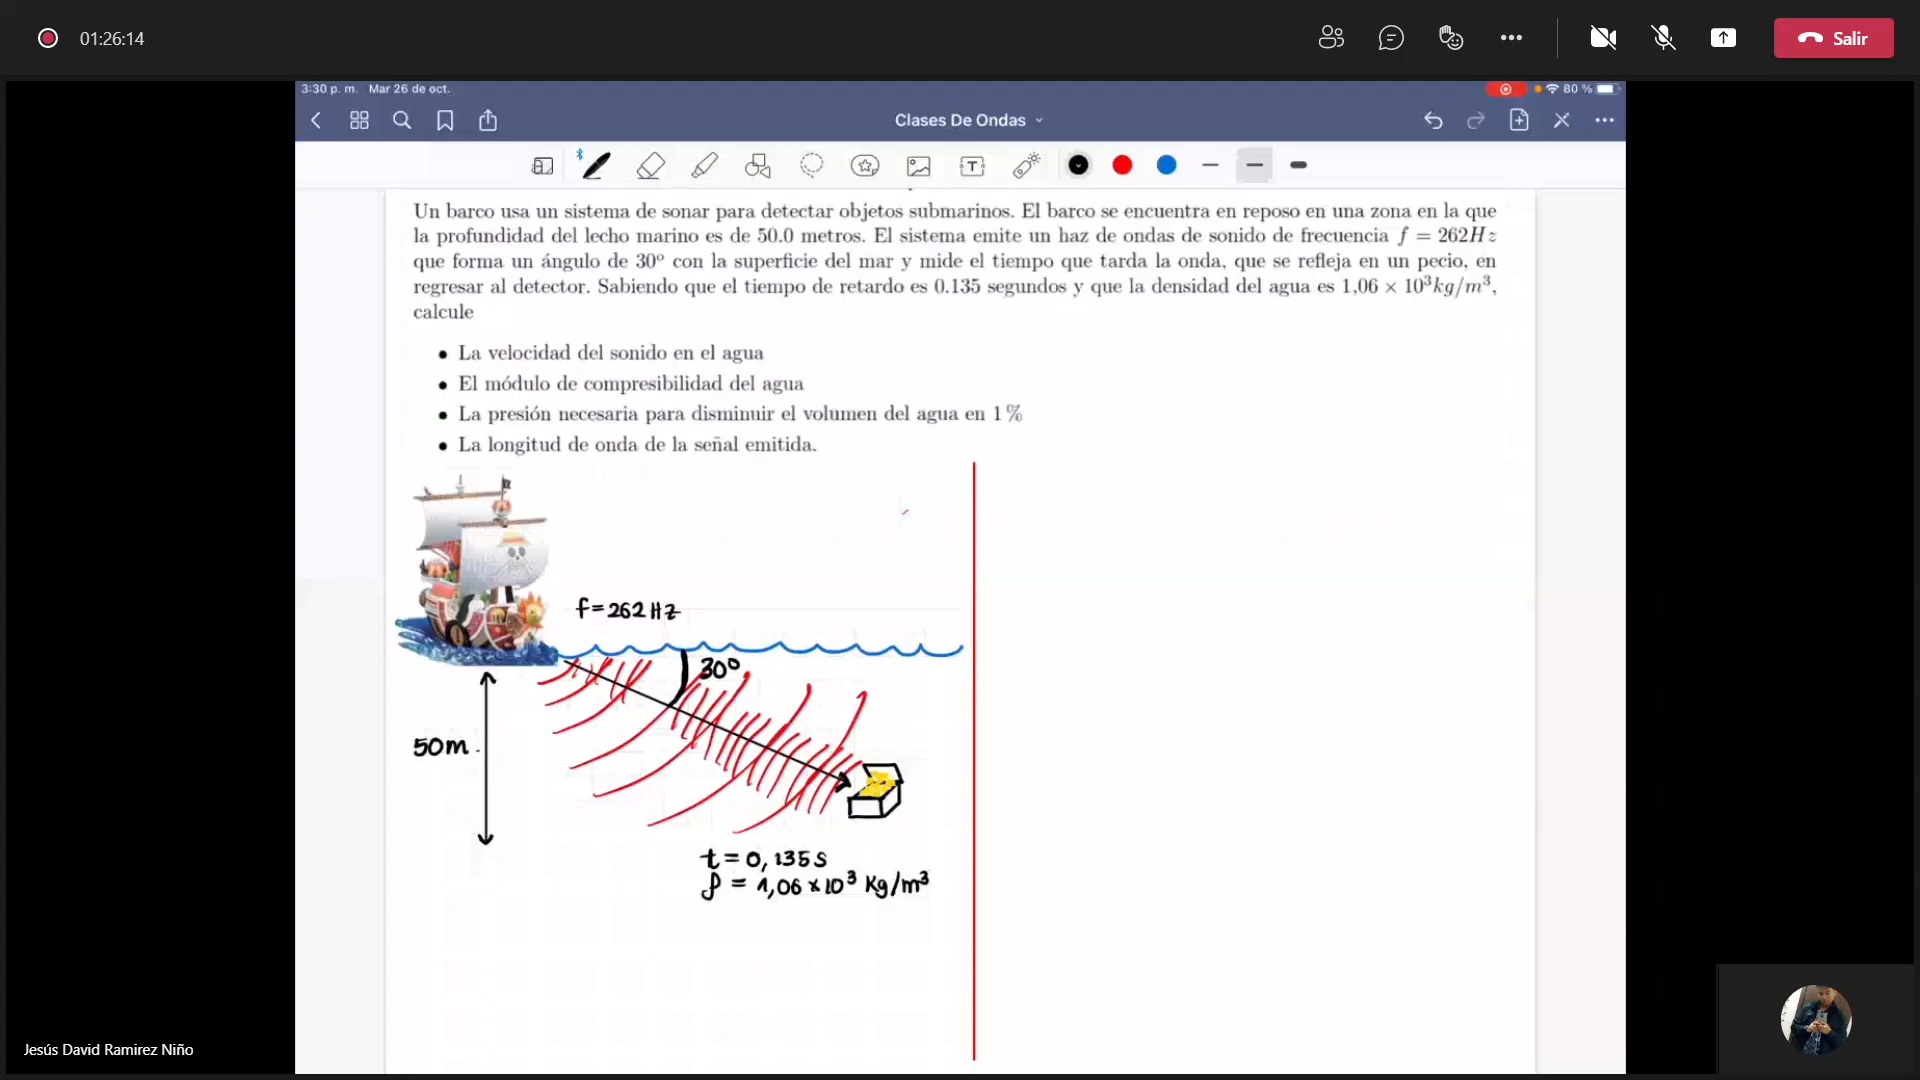 01:26:14
Salir
3:30 p. m. Mar 26 de oct.
80 %
Clases De Ondas
Un barco usa un sistema de sonar para detectar objetos submarinos. El barco se encuentra en reposo en una zona en la que
la profundidad del lecho marino es de 50.0 metros. El sistema emite un haz de ondas de sonido de frecuencia f = 262Hz
que forma un ángulo de 30º con la superficie del mar y mide el tiempo que tarda la onda, que se refleja en un pecio, en
regresar al detector. Sabiendo que el tiempo de retardo es 0.135 segundos y que la densidad del agua es 1,06 × 10³kg/m³,
calcule
• La velocidad del sonido en el agua
• El módulo de compresibilidad del agua
• La presión necesaria para disminuir el volumen del agua en 1 %
• La longitud de onda de la señal emitida.
f=262Hz
30º
50m.
t=0,135s
ρ = 1,06×10³ Kg/m³
Jesús David Ramirez Niño